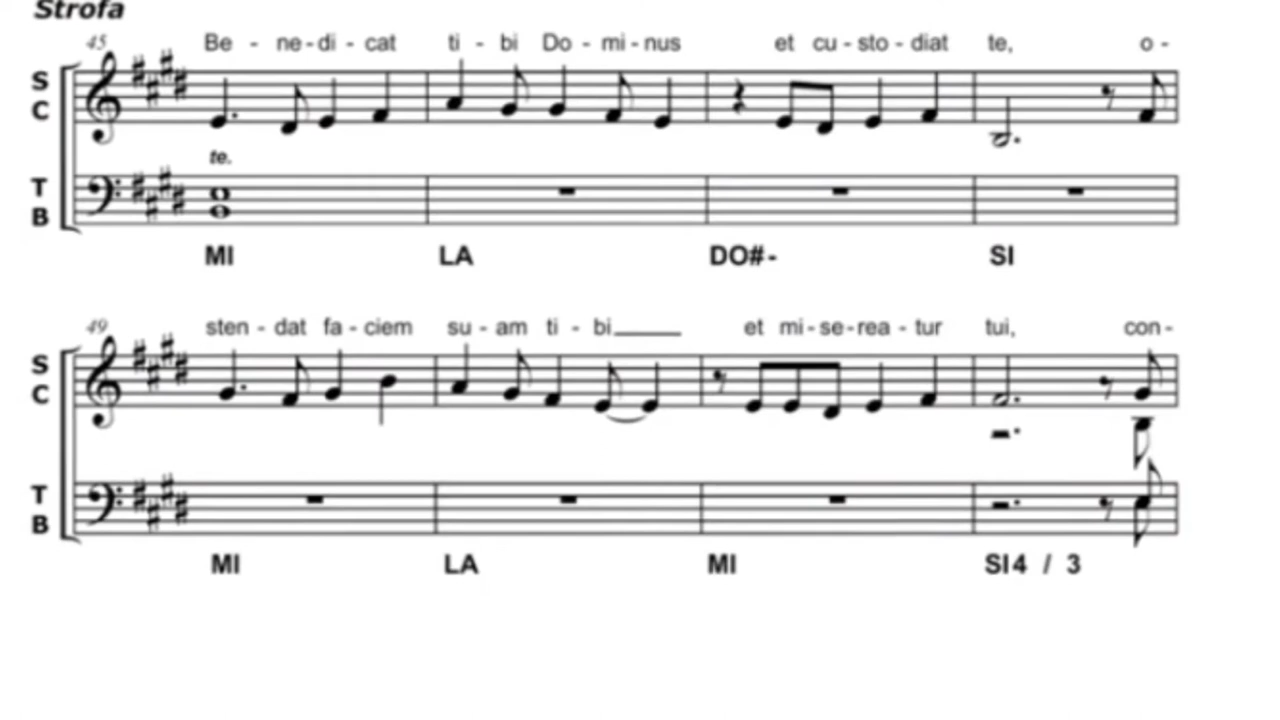 Strofa
45 Be - ne - di - cat ti - bi Do - mi - nus et cu - sto - diat te, o -
S
C
te.
T
B
MI LA DO#- SI
49 sten - dat fa - ciem su - am ti - bi____ et mi - se - rea - tur tui, con -
S
C
T
B
MI LA MI SI4 / 3